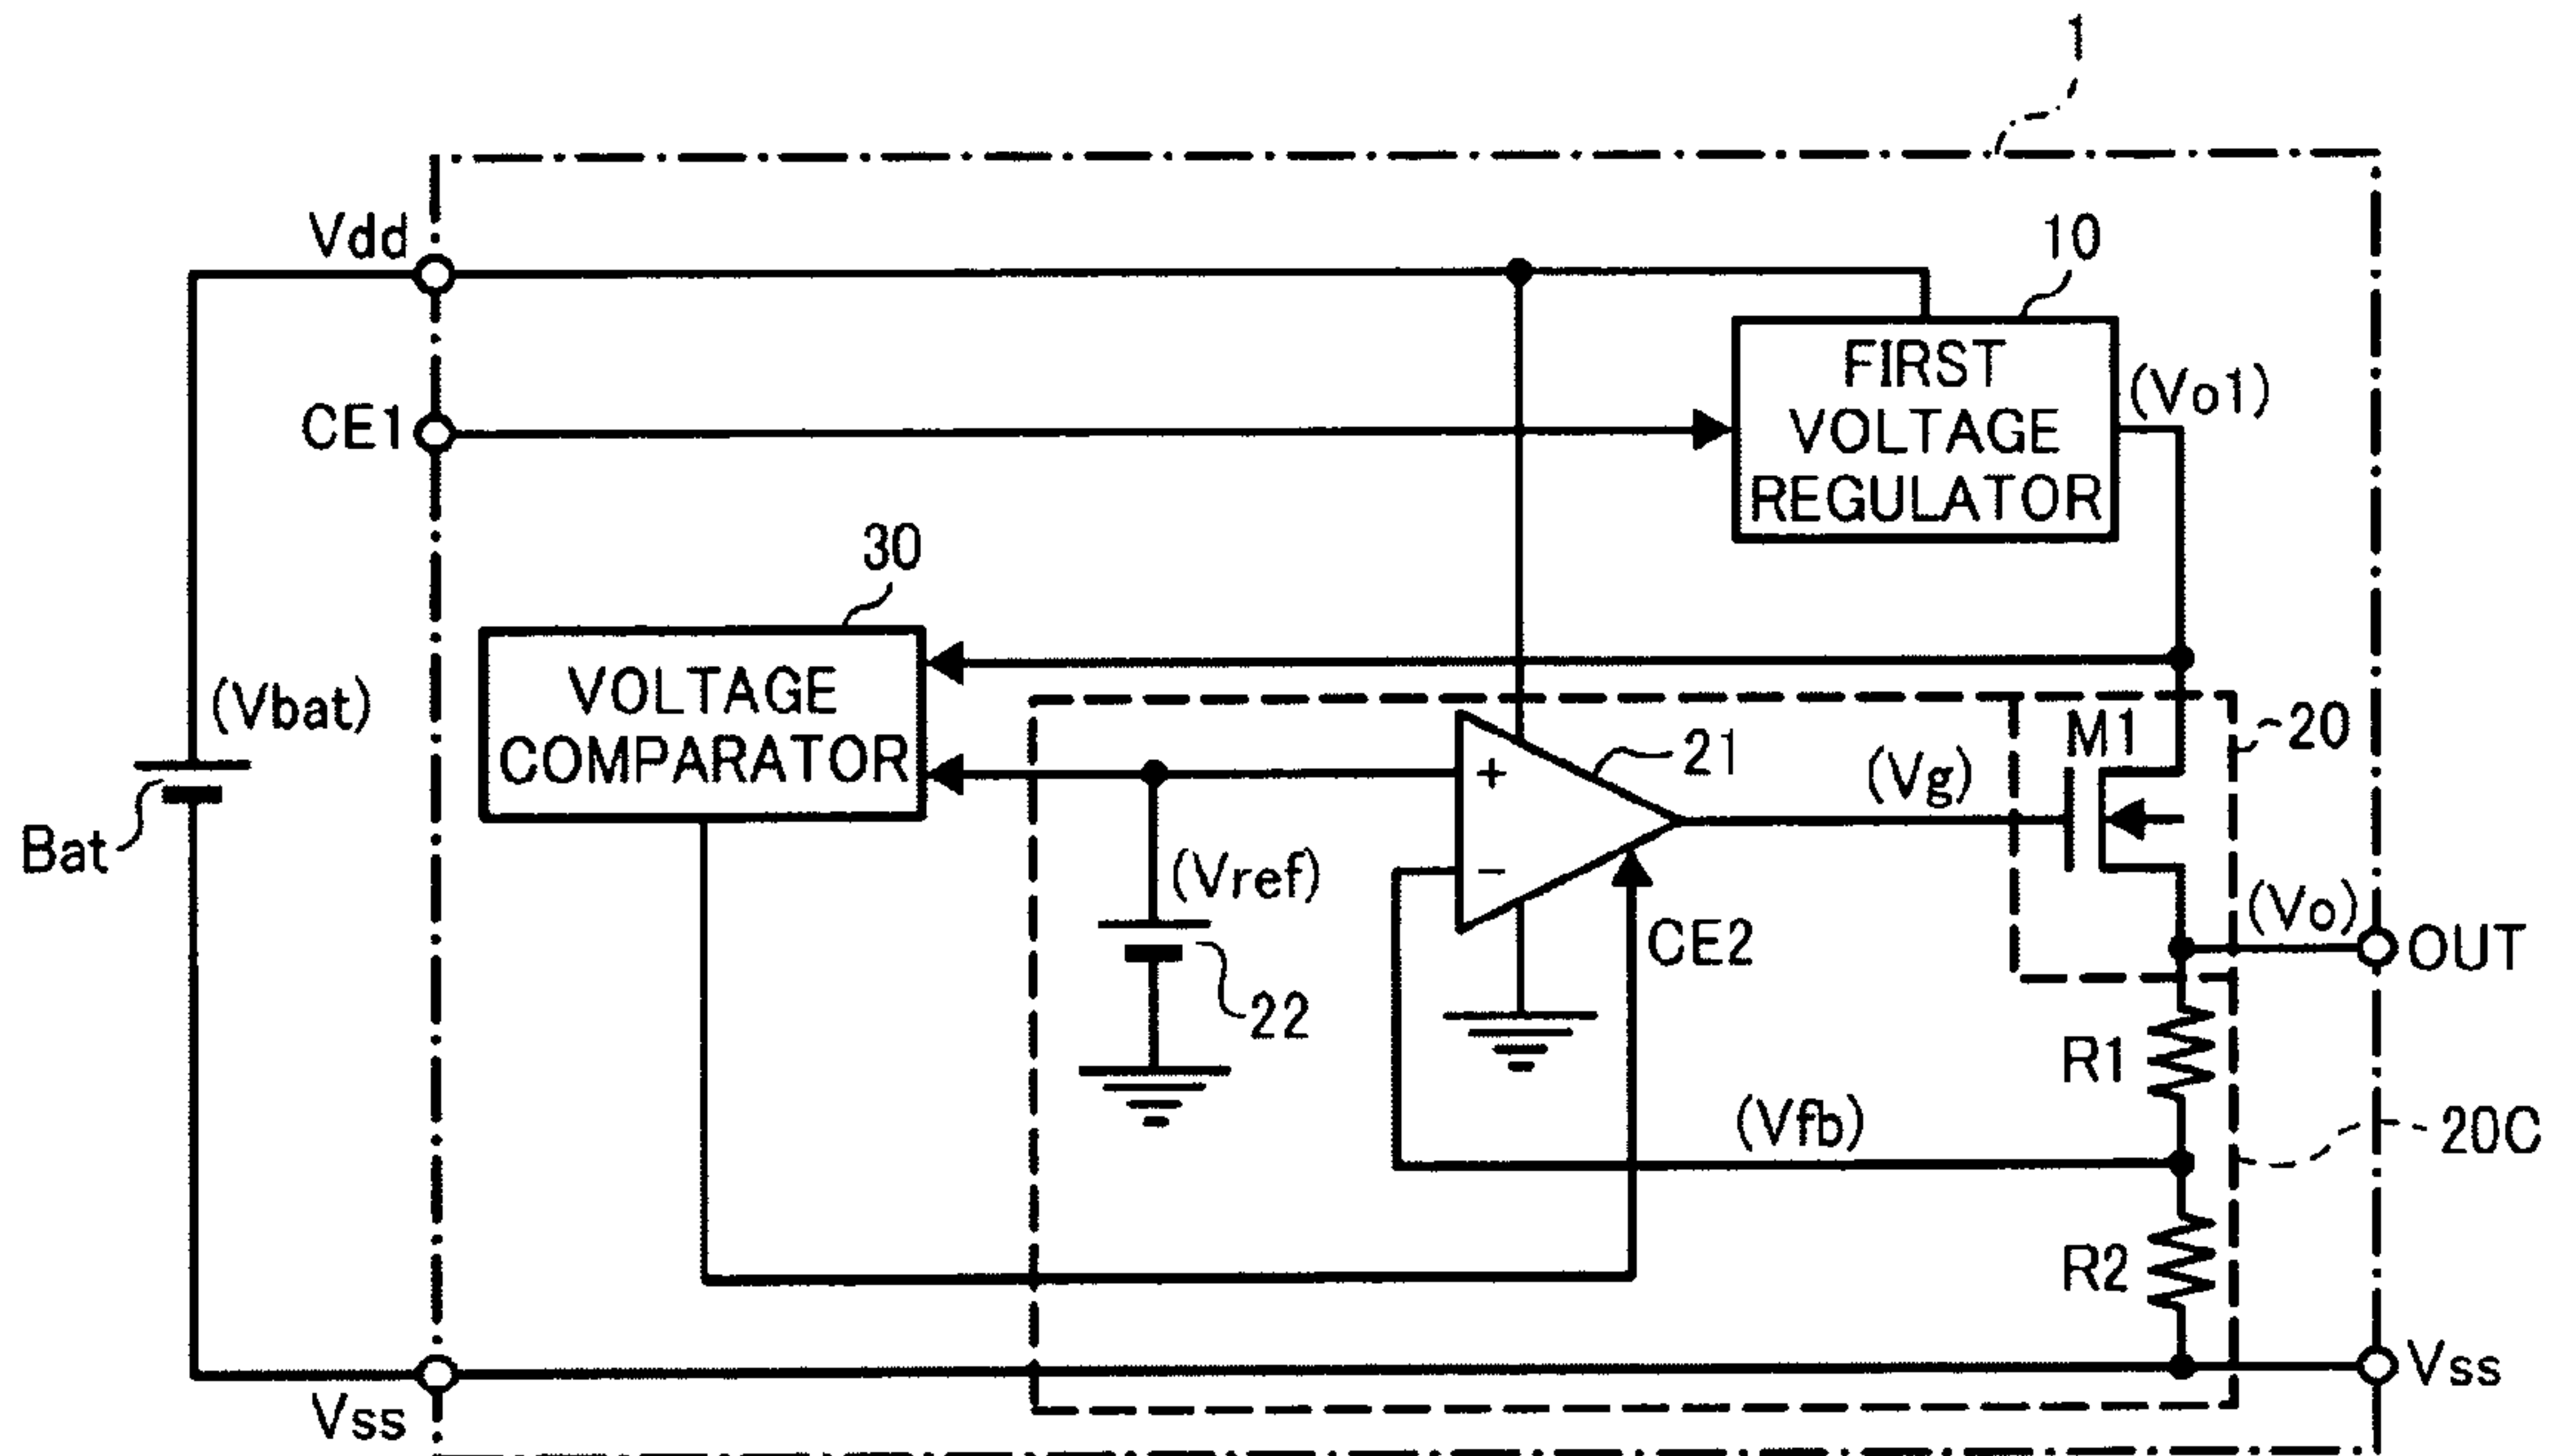 1
Vdd
10
FIRST
VOLTAGE
REGULATOR
(Vo1)
CE1
30
VOLTAGE
COMPARATOR
(Vbat)
Bat
M1
20
+
21
(Vg)
−
(Vref)
CE2
(Vo)
OUT
22
R1
(Vfb)
20C
R2
Vss
Vss